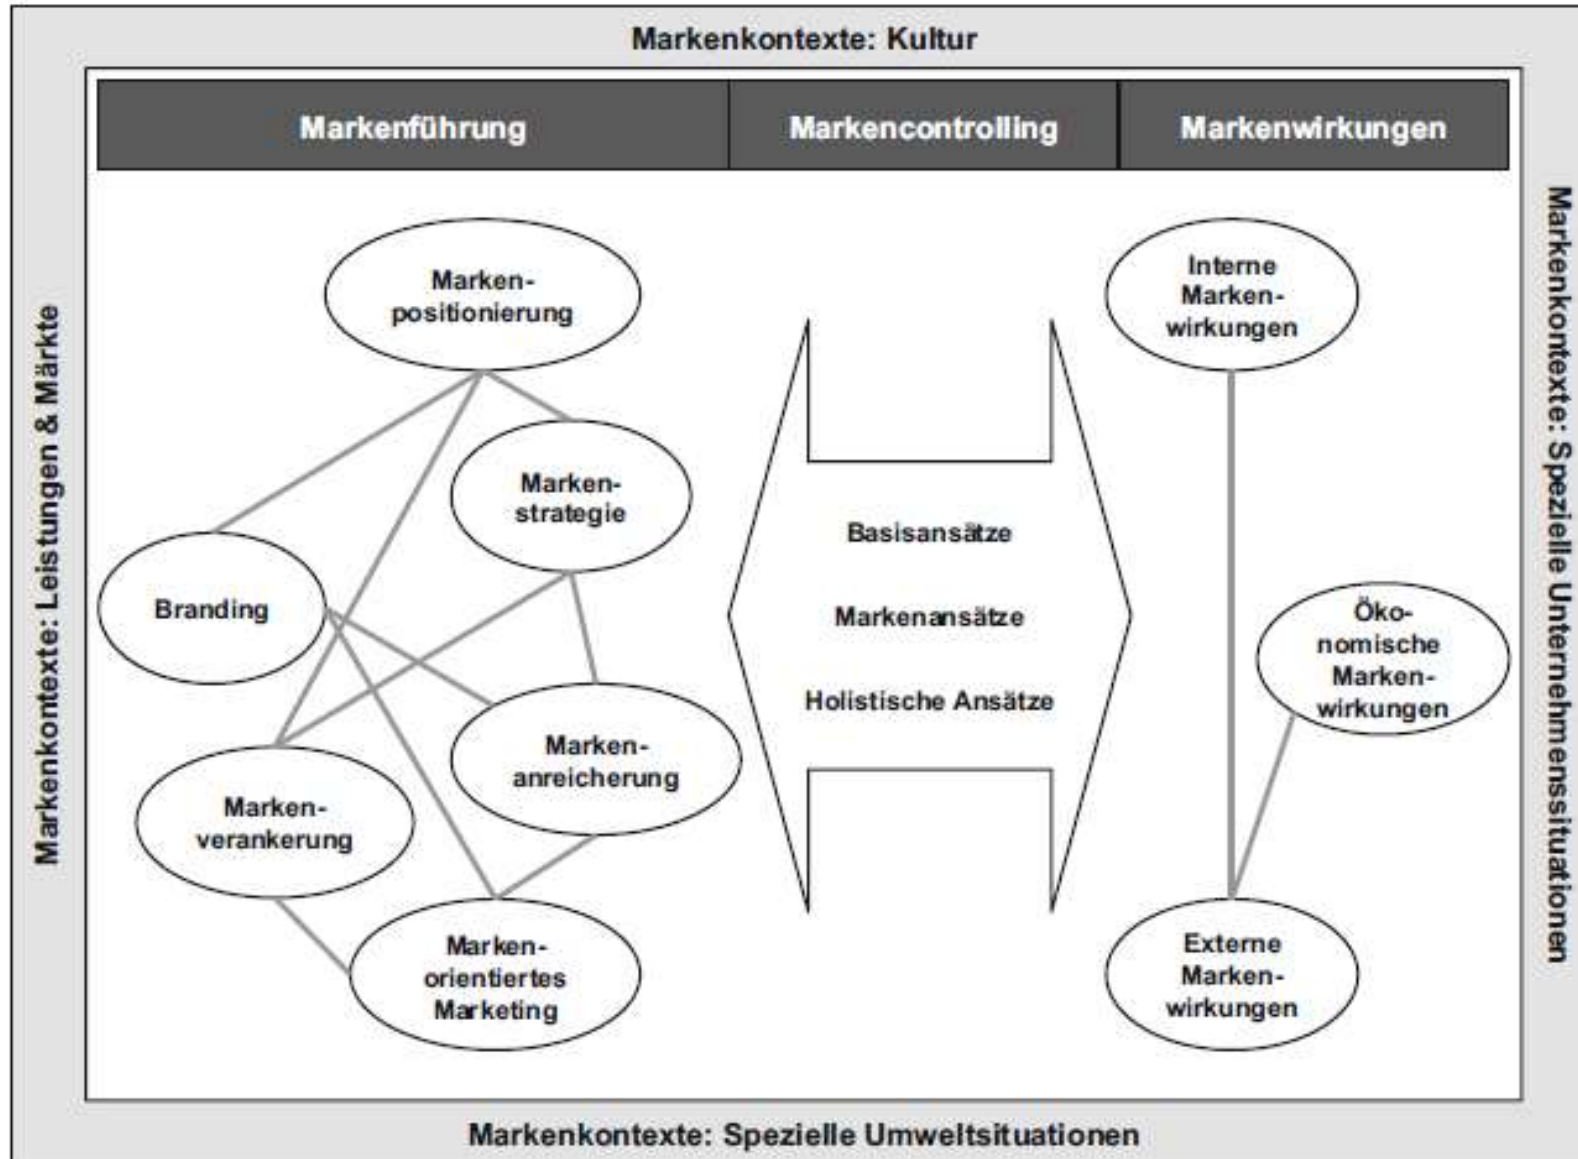 Markenkontexte: Kultur
Markenführung
Markencontrolling
Markenwirkungen
Markenkontexte: Leistungen & Märkte
Marken-
positionierung
Marken-
strategie
Branding
Marken-
anreicherung
Marken-
verankerung
Marken-
orientiertes
Marketing
Basisansätze
Markenansätze
Holistische Ansätze
Interne
Marken-
wirkungen
Öko-
nomische
Marken-
wirkungen
Externe
Marken-
wirkungen
Markenkontexte: Spezielle Unternehmenssituationen
Markenkontexte: Spezielle Umweltsituationen